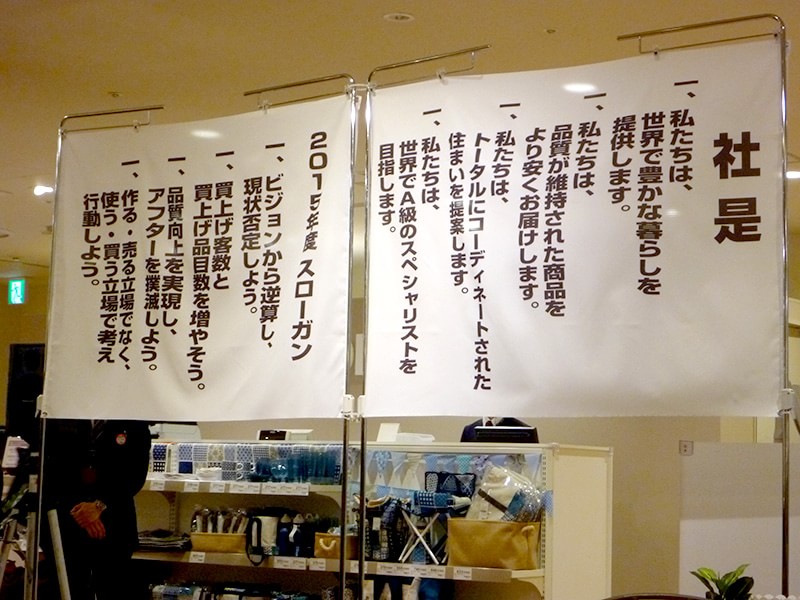 社是
一、私たちは、
世界で豊かな暮らしを
提供します。
一、私たちは、
品質が維持された商品を
より安くお届けします。
一、私たちは、
トータルにコーディネートされた
住まいを提案します。
一、私たちは、
世界でA級のスペシャリストを
目指します。
2015年度 スローガン
一、ビジョンから逆算し、
現状否定しよう。
一、買上げ客数と
買上げ品目数を増やそう。
一、品質向上を実現し、
アフターを撲滅しよう。
一、作る・売る立場でなく、
使う・買う立場で考え
行動しよう。